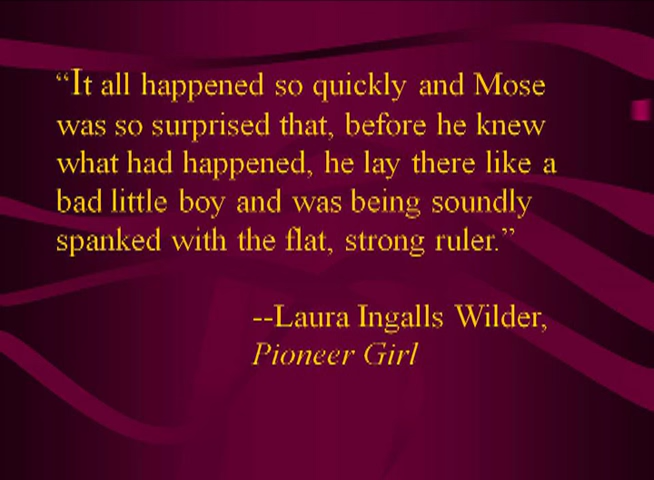 “It all happened so quickly and Mose
was so surprised that, before he knew
what had happened, he lay there like a
bad little boy and was being soundly
spanked with the flat, strong ruler.”
--Laura Ingalls Wilder,
Pioneer Girl